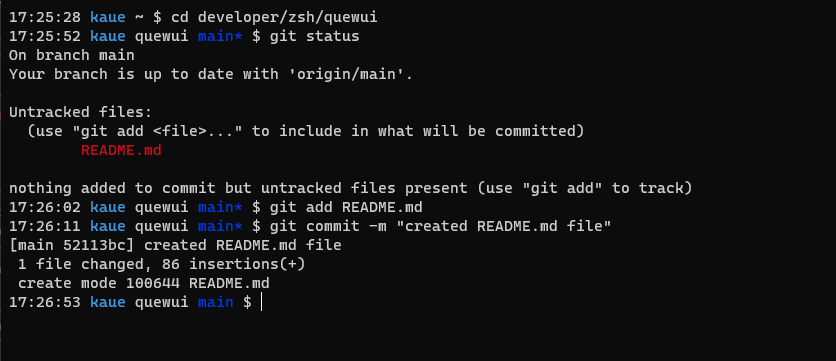 17:25:28 kaue ~ $ cd developer/zsh/quewui
17:25:52 kaue quewui main* $ git status
On branch main
Your branch is up to date with 'origin/main'.
Untracked files:
(use "git add <file>..." to include in what will be committed)
README.md
nothing added to commit but untracked files present (use "git add" to track)
17:26:02 kaue quewui main* $ git add README.md
17:26:11 kaue quewui main* $ git commit -m "created README.md file"
[main 52113bc] created README.md file
1 file changed, 86 insertions(+)
create mode 100644 README.md
17:26:53 kaue quewui main $